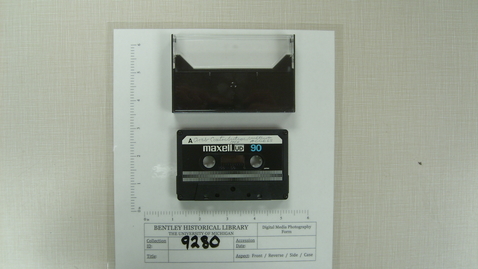 A
maxell UD 90
BENTLEY HISTORICAL LIBRARY
THE UNIVERSITY OF MICHIGAN
Digital Media Photography
Form
Collection
ID:
9280
Accession
Date:
Title:
Aspect: Front / Reverse / Side / Case